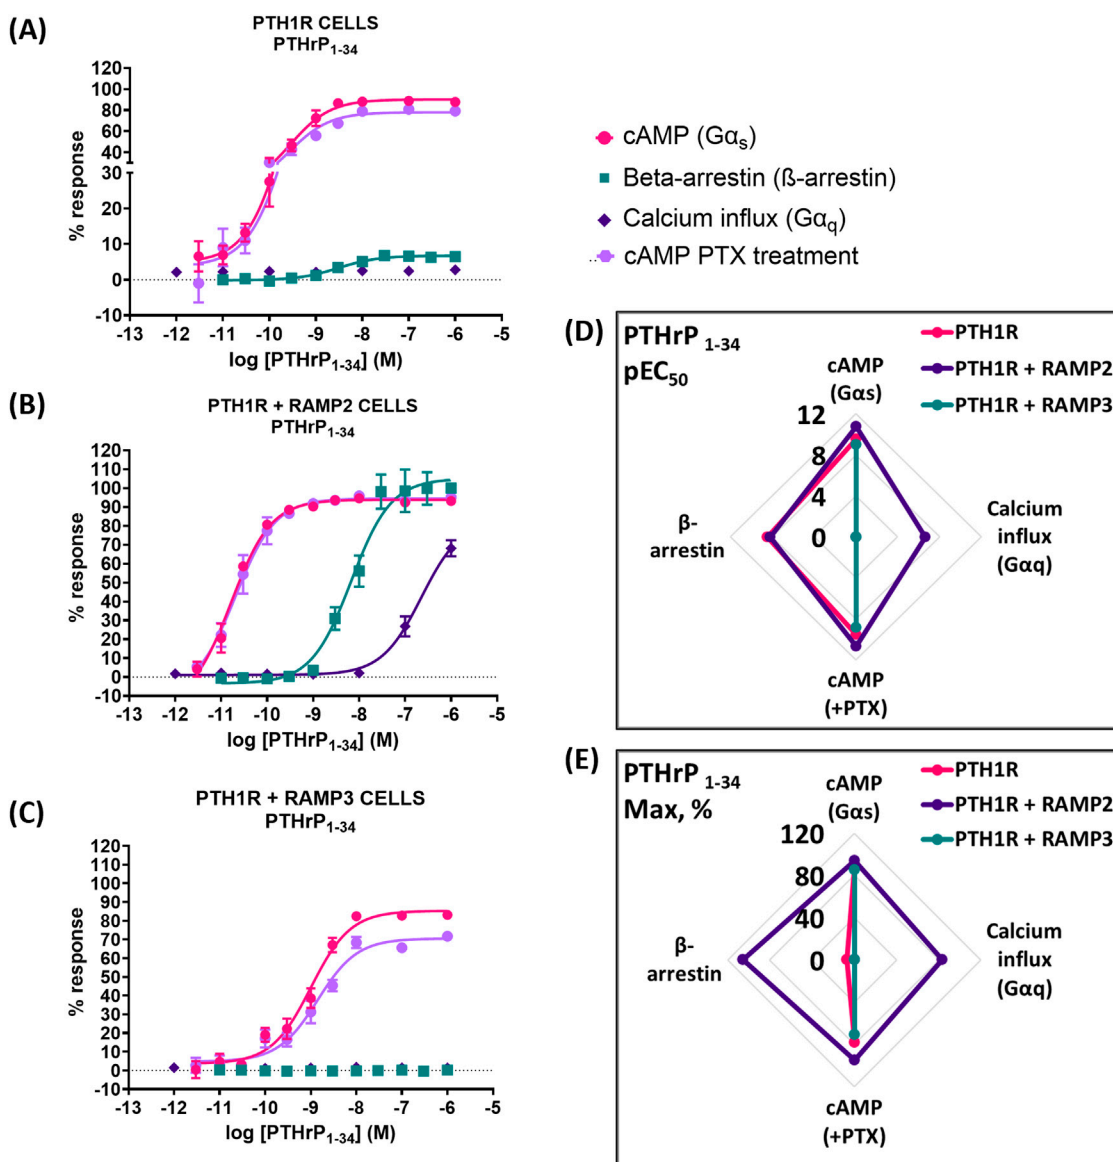 (A)
PTH1R CELLS
PTHrP1-34
120
100
80
60
40
30
20
10
0
-10
% response
-13 -12 -11 -10 -9 -8 -7 -6 -5
log [PTHrP1-34] (M)
cAMP (Gαs)
Beta-arrestin (ß-arrestin)
Calcium influx (Gαq)
cAMP PTX treatment
(B)
PTH1R + RAMP2 CELLS
PTHrP1-34
120
110
100
90
80
70
60
50
40
30
20
10
0
-10
% response
-13 -12 -11 -10 -9 -8 -7 -6 -5
log [PTHrP1-34] (M)
(C)
PTH1R + RAMP3 CELLS
PTHrP1-34
120
110
100
90
80
70
60
50
40
30
20
10
0
-10
% response
-13 -12 -11 -10 -9 -8 -7 -6 -5
log [PTHrP1-34] (M)
(D)
PTHrP 1-34
pEC50
PTH1R
PTH1R + RAMP2
PTH1R + RAMP3
cAMP
(Gαs)
12
8
4
0
β-
arrestin
Calcium
influx
(Gαq)
cAMP
(+PTX)
(E)
PTHrP 1-34
Max, %
PTH1R
PTH1R + RAMP2
PTH1R + RAMP3
cAMP
(Gαs)
120
80
40
0
β-
arrestin
Calcium
influx
(Gαq)
cAMP
(+PTX)